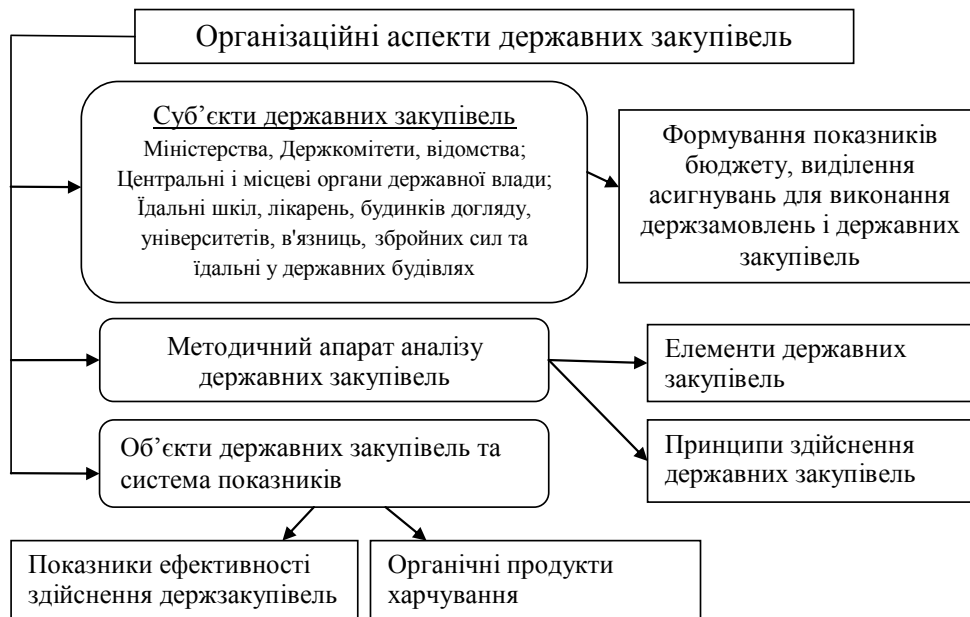 Організаційні аспекти державних закупівель
Суб’єкти державних закупівель
Міністерства, Держкомітети, відомства;
Центральні і місцеві органи державної влади;
Їдальні шкіл, лікарень, будинків догляду,
університетів, в'язниць, збройних сил та
їдальні у державних будівлях
Формування показників
бюджету, виділення
асигнувань для виконання
держзамовлень і державних
закупівель
Методичний апарат аналізу
державних закупівель
Елементи державних
закупівель
Принципи здійснення
державних закупівель
Об’єкти державних закупівель та
система показників
Показники ефективності
здійснення держзакупівель
Органічні продукти
харчування